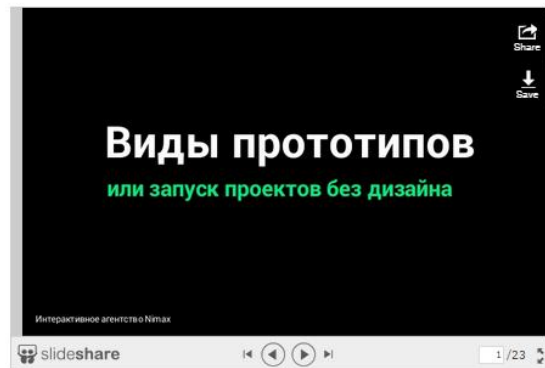 Share
Save
Виды прототипов
или запуск проектов без дизайна
Интерактивное агентство Nimax
slideshare
1 /23